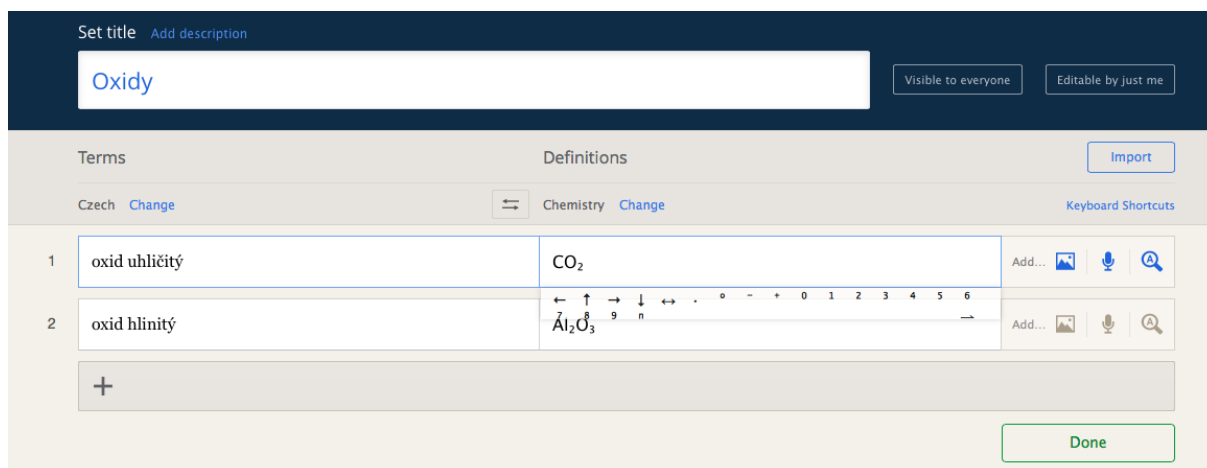 Set title Add description
Oxidy
Visible to everyone
Editable by just me
Terms Definitions Import
Czech Change ⇆ Chemistry Change Keyboard Shortcuts
1 oxid uhličitý CO₂ Add...
← ↑ → ↓ ↔ · ° − + 0 1 2 3 4 5 6
7 8 9 n ⇀
2 oxid hlinitý Al₂O₃ Add...
+
Done